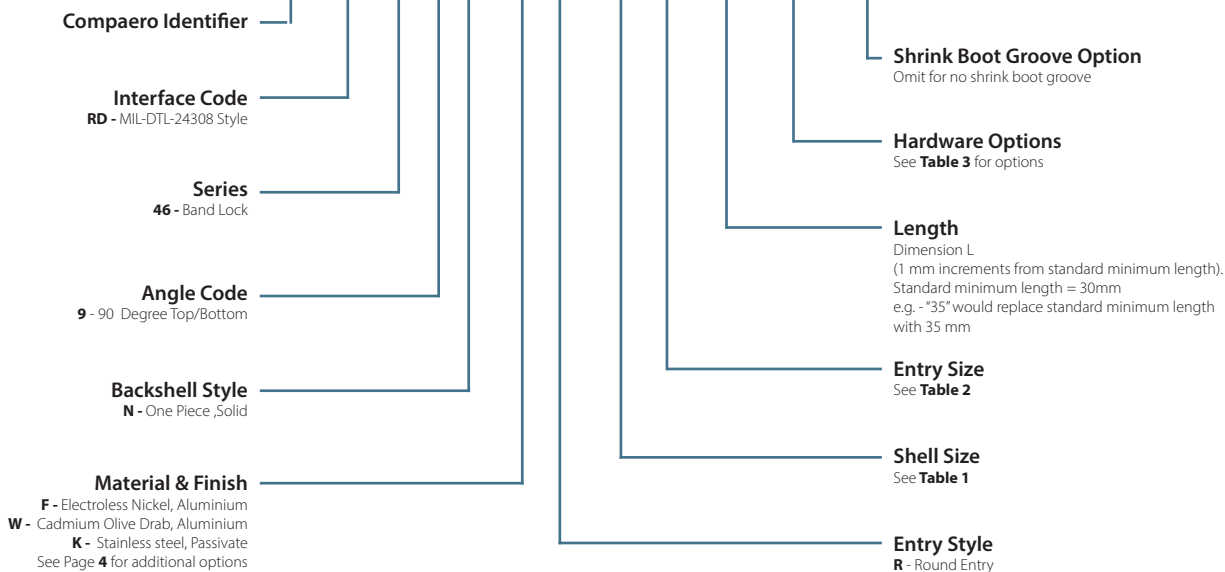 Compaero Identifier
Interface Code
RD - MIL-DTL-24308 Style
Series
46 - Band Lock
Angle Code
9 - 90 Degree Top/Bottom
Backshell Style
N - One Piece ,Solid
Material & Finish
F - Electroless Nickel, Aluminium
W - Cadmium Olive Drab, Aluminium
K - Stainless steel, Passivate
See Page 4 for additional options
Shrink Boot Groove Option
Omit for no shrink boot groove
Hardware Options
See Table 3 for options
Length
Dimension L
(1 mm increments from standard minimum length).
Standard minimum length = 30mm
e.g. - "35" would replace standard minimum length
with 35 mm
Entry Size
See Table 2
Shell Size
See Table 1
Entry Style
R - Round Entry